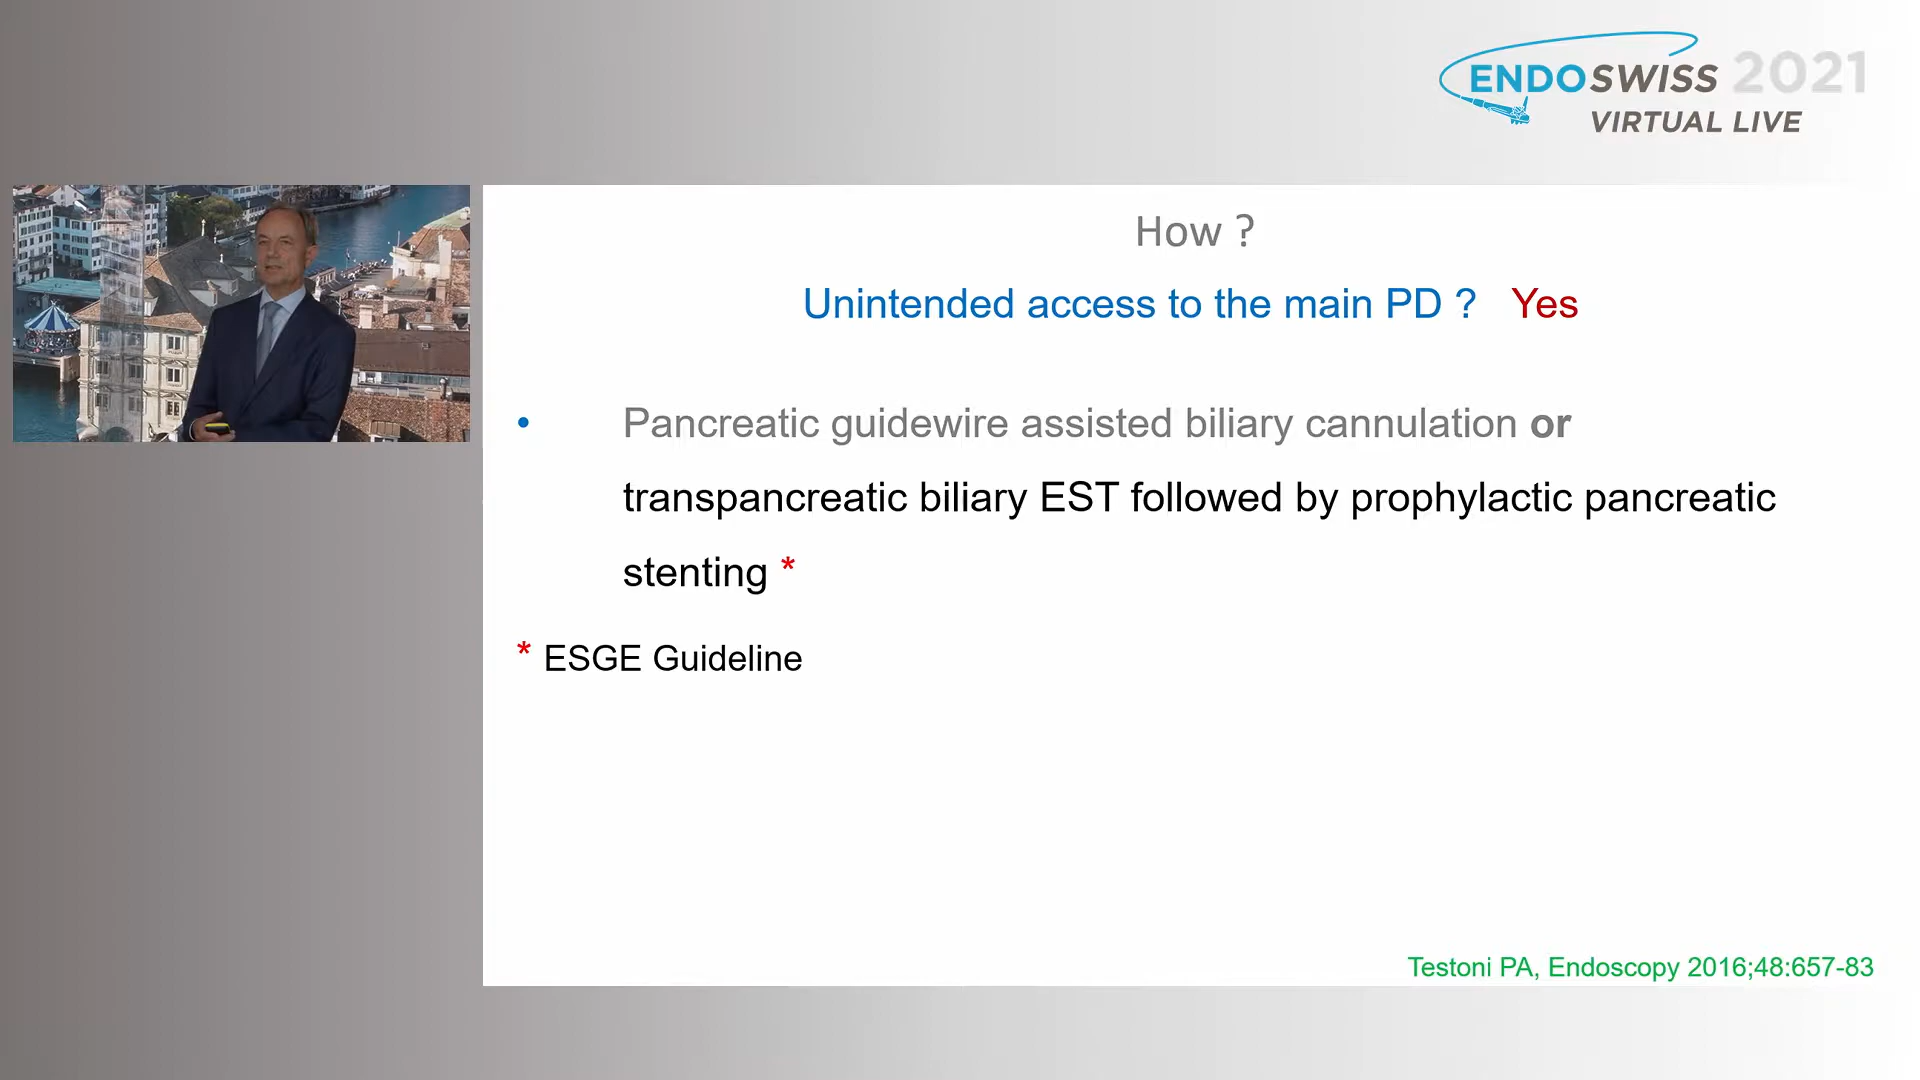 ENDOSWISS 2021
VIRTUAL LIVE
How ?
Unintended access to the main PD ? Yes
• Pancreatic guidewire assisted biliary cannulation or
transpancreatic biliary EST followed by prophylactic pancreatic
stenting *
* ESGE Guideline
Testoni PA, Endoscopy 2016;48:657-83